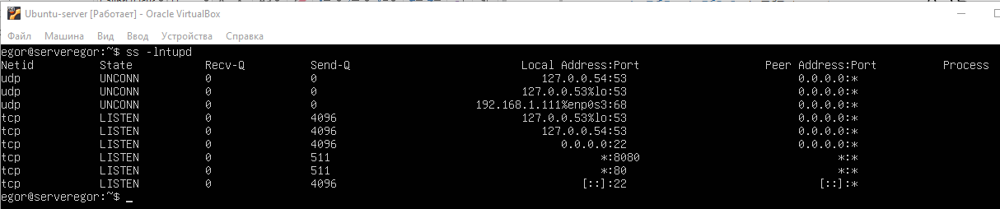 Ubuntu-server [Работает] - Oracle VirtualBox
Файл Машина Вид Ввод Устройства Справка
egor@serveregor:~$ ss -lntupd
Netid State Recv-Q Send-Q Local Address:Port Peer Address:Port Process
udp UNCONN 0 0 127.0.0.54:53 0.0.0.0:*
udp UNCONN 0 0 127.0.0.53%lo:53 0.0.0.0:*
udp UNCONN 0 0 192.168.1.111%enp0s3:68 0.0.0.0:*
tcp LISTEN 0 4096 127.0.0.53%lo:53 0.0.0.0:*
tcp LISTEN 0 4096 127.0.0.54:53 0.0.0.0:*
tcp LISTEN 0 4096 0.0.0.0:22 0.0.0.0:*
tcp LISTEN 0 511 *:8080 *:*
tcp LISTEN 0 511 *:80 *:*
tcp LISTEN 0 4096 [::]:22 [::]:*
egor@serveregor:~$ _